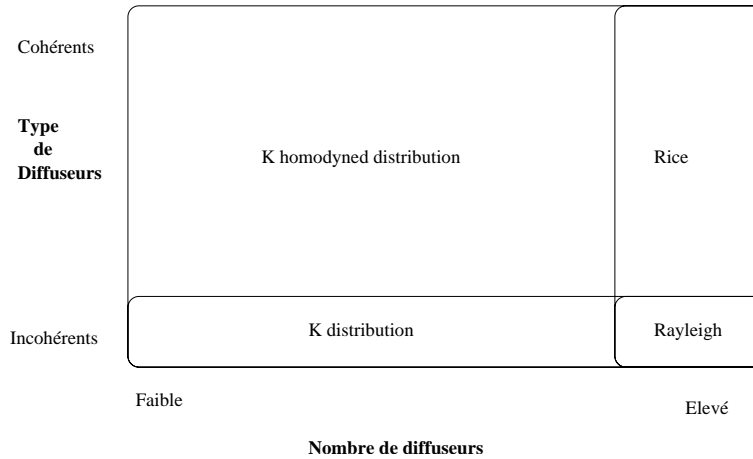 Cohérents
Type
de
Diffuseurs
K homodyned distribution
Rice
Incohérents
K distribution
Rayleigh
Faible
Elevé
Nombre de diffuseurs